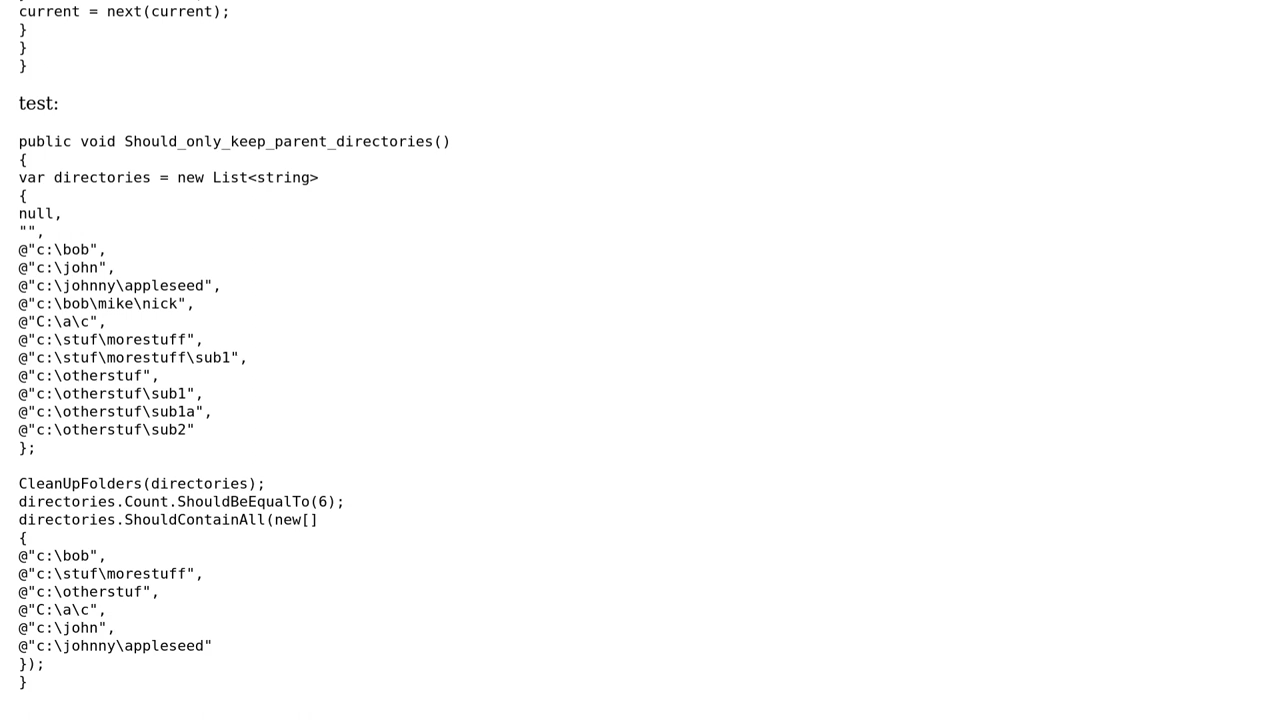 current = next(current);
}
}
}
test:
public void Should_only_keep_parent_directories()
{
var directories = new List<string>
{
null,
"",
@"c:\bob",
@"c:\john",
@"c:\johnny\appleseed",
@"c:\bob\mike\nick",
@"C:\a\c",
@"c:\stuf\morestuff",
@"c:\stuf\morestuff\sub1",
@"c:\otherstuf",
@"c:\otherstuf\sub1",
@"c:\otherstuf\sub1a",
@"c:\otherstuf\sub2"
};
CleanUpFolders(directories);
directories.Count.ShouldBeEqualTo(6);
directories.ShouldContainAll(new[]
{
@"c:\bob",
@"c:\stuf\morestuff",
@"c:\otherstuf",
@"C:\a\c",
@"c:\john",
@"c:\johnny\appleseed"
});
}